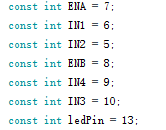 const int ENA = 7;
const int IN1 = 6;
const int IN2 = 5;
const int ENB = 8;
const int IN4 = 9;
const int IN3 = 10;
const int ledPin = 13;